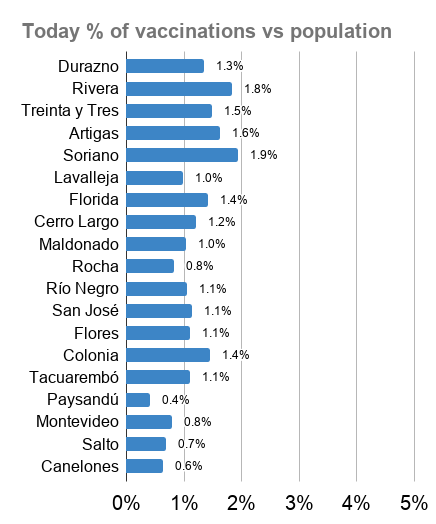 Today % of vaccinations vs population
Durazno 1.3%
Rivera 1.8%
Treinta y Tres 1.5%
Artigas 1.6%
Soriano 1.9%
Lavalleja 1.0%
Florida 1.4%
Cerro Largo 1.2%
Maldonado 1.0%
Rocha 0.8%
Río Negro 1.1%
San José 1.1%
Flores 1.1%
Colonia 1.4%
Tacuarembó 1.1%
Paysandú 0.4%
Montevideo 0.8%
Salto 0.7%
Canelones 0.6%
0% 1% 2% 3% 4% 5%